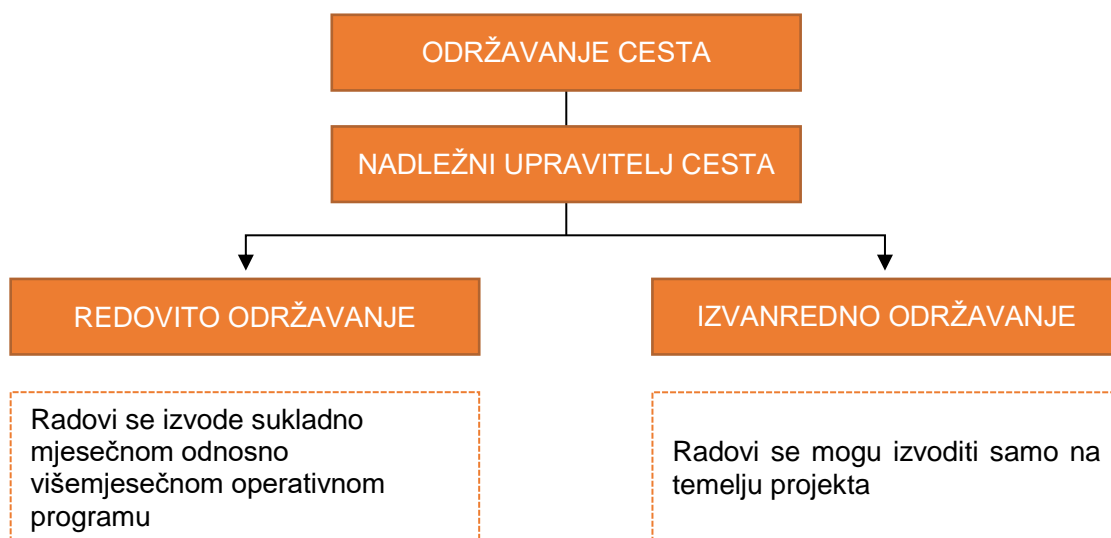 ODRŽAVANJE CESTA
NADLEŽNI UPRAVITELJ CESTA
REDOVITO ODRŽAVANJE
IZVANREDNO ODRŽAVANJE
Radovi se izvode sukladno
mjesečnom odnosno
višemjesečnom operativnom
programu
Radovi se mogu izvoditi samo na
temelju projekta